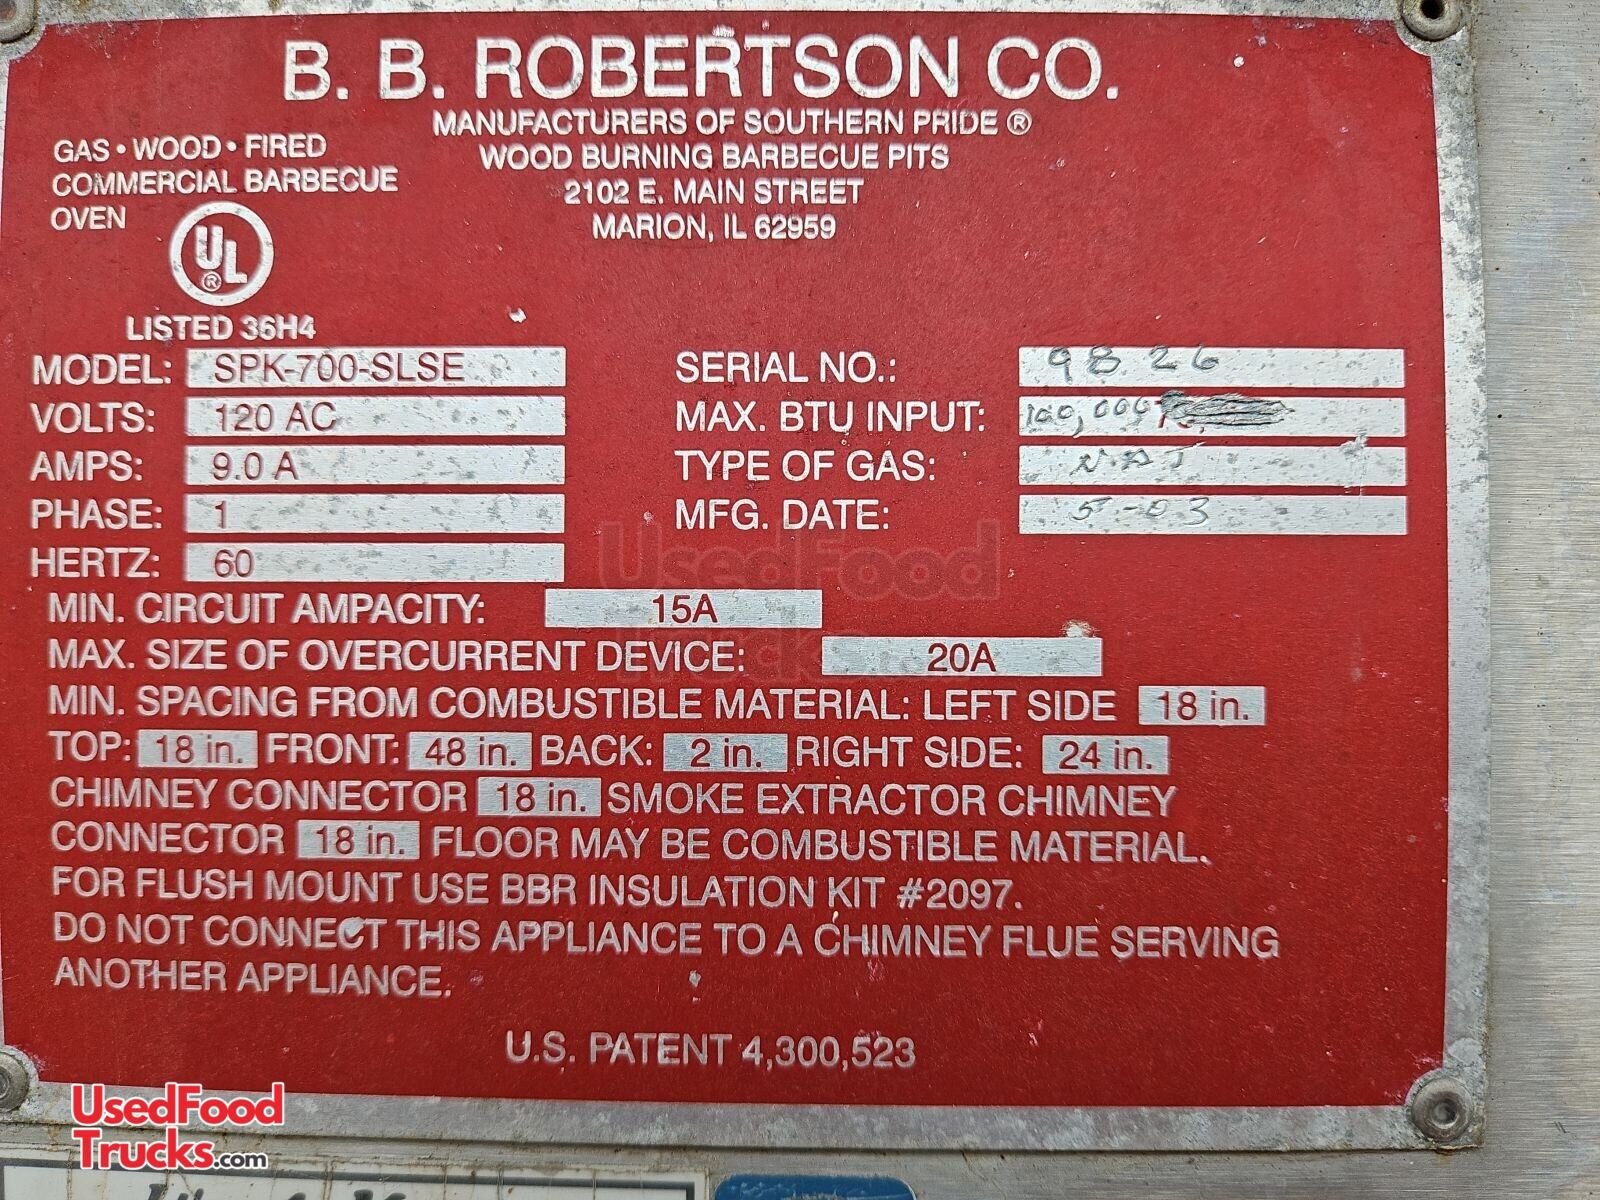 B. B. ROBERTSON CO.
MANUFACTURERS OF SOUTHERN PRIDE ®
WOOD BURNING BARBECUE PITS
2102 E. MAIN STREET
MARION, IL 62959
GAS • WOOD • FIRED
COMMERCIAL BARBECUE
OVEN
UL ®
LISTED 36H4
MODEL: SPK-700-SLSE
VOLTS: 120 AC
AMPS: 9.0 A
PHASE: 1
HERTZ: 60
SERIAL NO.: 9826
MAX. BTU INPUT: 100,000
TYPE OF GAS: NAT
MFG. DATE: 5-03
MIN. CIRCUIT AMPACITY: 15A
MAX. SIZE OF OVERCURRENT DEVICE: 20A
MIN. SPACING FROM COMBUSTIBLE MATERIAL: LEFT SIDE 18 in.
TOP: 18 in. FRONT: 48 in. BACK: 2 in. RIGHT SIDE: 24 in.
CHIMNEY CONNECTOR 18 in. SMOKE EXTRACTOR CHIMNEY
CONNECTOR 18 in. FLOOR MAY BE COMBUSTIBLE MATERIAL.
FOR FLUSH MOUNT USE BBR INSULATION KIT #2097.
DO NOT CONNECT THIS APPLIANCE TO A CHIMNEY FLUE SERVING
ANOTHER APPLIANCE.
U.S. PATENT 4,300,523
UsedFood
Trucks.com
UsedFood
Trucks.com